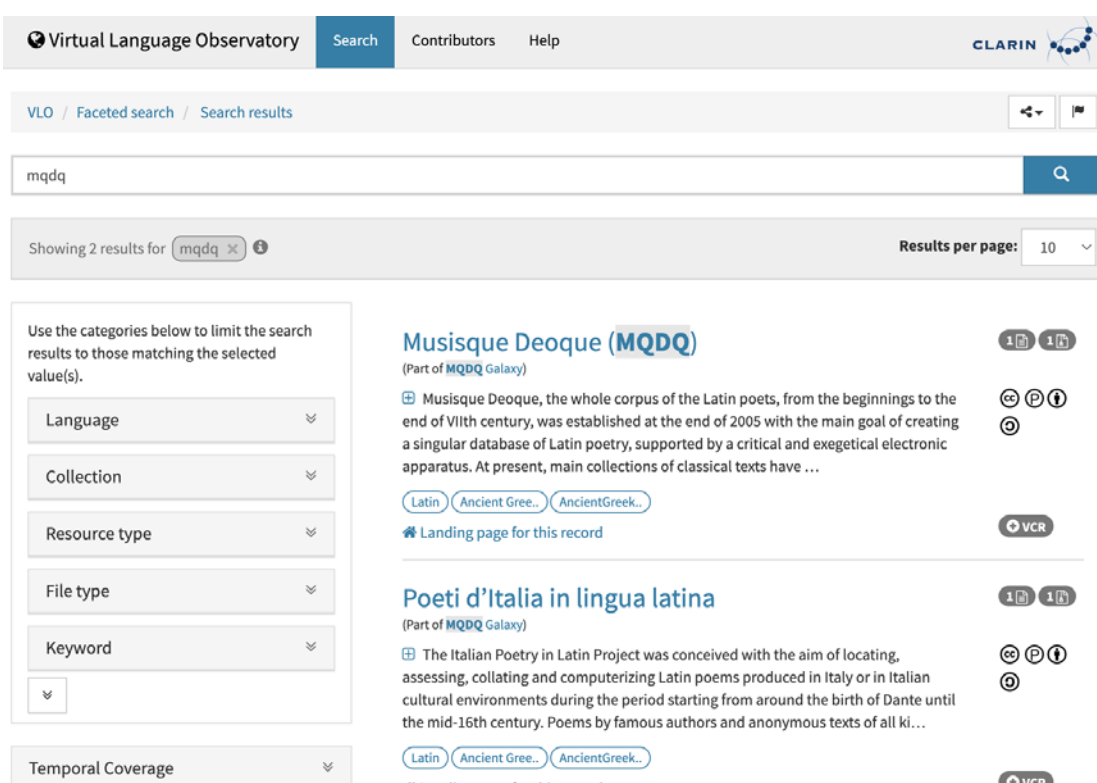 Virtual Language Observatory Search Contributors Help CLARIN
VLO / Faceted search / Search results
mqdq
Showing 2 results for mqdq × Results per page: 10
Use the categories below to limit the search
results to those matching the selected
value(s).
Language
Collection
Resource type
File type
Keyword
Temporal Coverage
Musisque Deoque (MQDQ) 1 1
(Part of MQDQ Galaxy)
Musisque Deoque, the whole corpus of the Latin poets, from the beginnings to the
end of VIIth century, was established at the end of 2005 with the main goal of creating
a singular database of Latin poetry, supported by a critical and exegetical electronic
apparatus. At present, main collections of classical texts have …
Latin Ancient Gree.. AncientGreek..
Landing page for this record VCR
Poeti d’Italia in lingua latina 1 1
(Part of MQDQ Galaxy)
The Italian Poetry in Latin Project was conceived with the aim of locating,
assessing, collating and computerizing Latin poems produced in Italy or in Italian
cultural environments during the period starting from around the birth of Dante until
the mid-16th century. Poems by famous authors and anonymous texts of all ki…
Latin Ancient Gree.. AncientGreek..
VCR